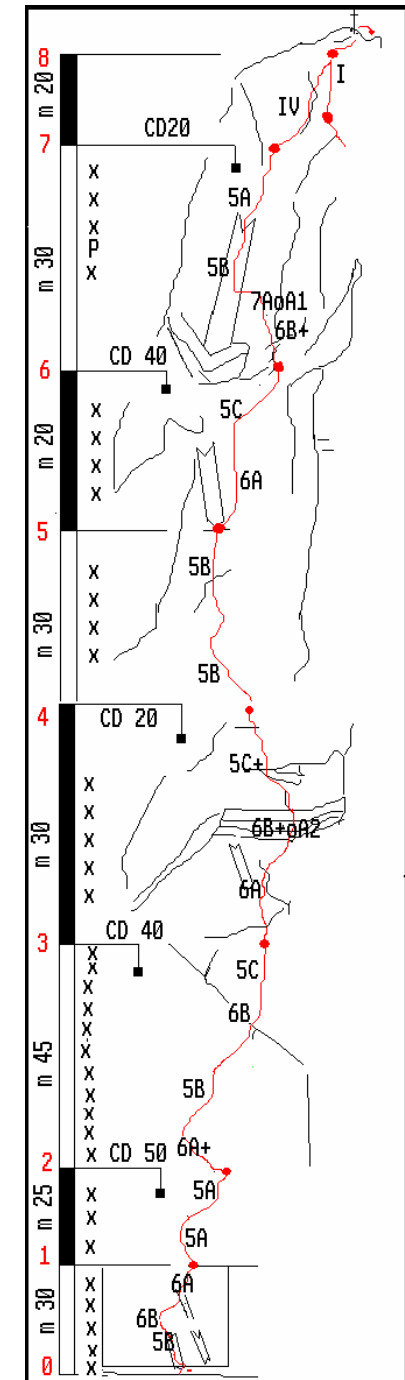 8
I
m 20
IV
7
CD20
X
5A
X
X
P
5B
X
m 30
7AoA1
6B+
6
CD 40
5C
X
X
m 20
X
6A
X
5
5B
X
X
m 30
X
X
5B
4
CD 20
5C+
X
X
6B+oA2
m 30
X
X
6A
X
3
CD 40
X
X
5C
X
X
6B
X
X
m 45
X
5B
X
X
X
6A+
X
2
CD 50
5A
X
m 25
X
5A
X
1
6A
X
X
m 30
6B
X
5B
X
X
0